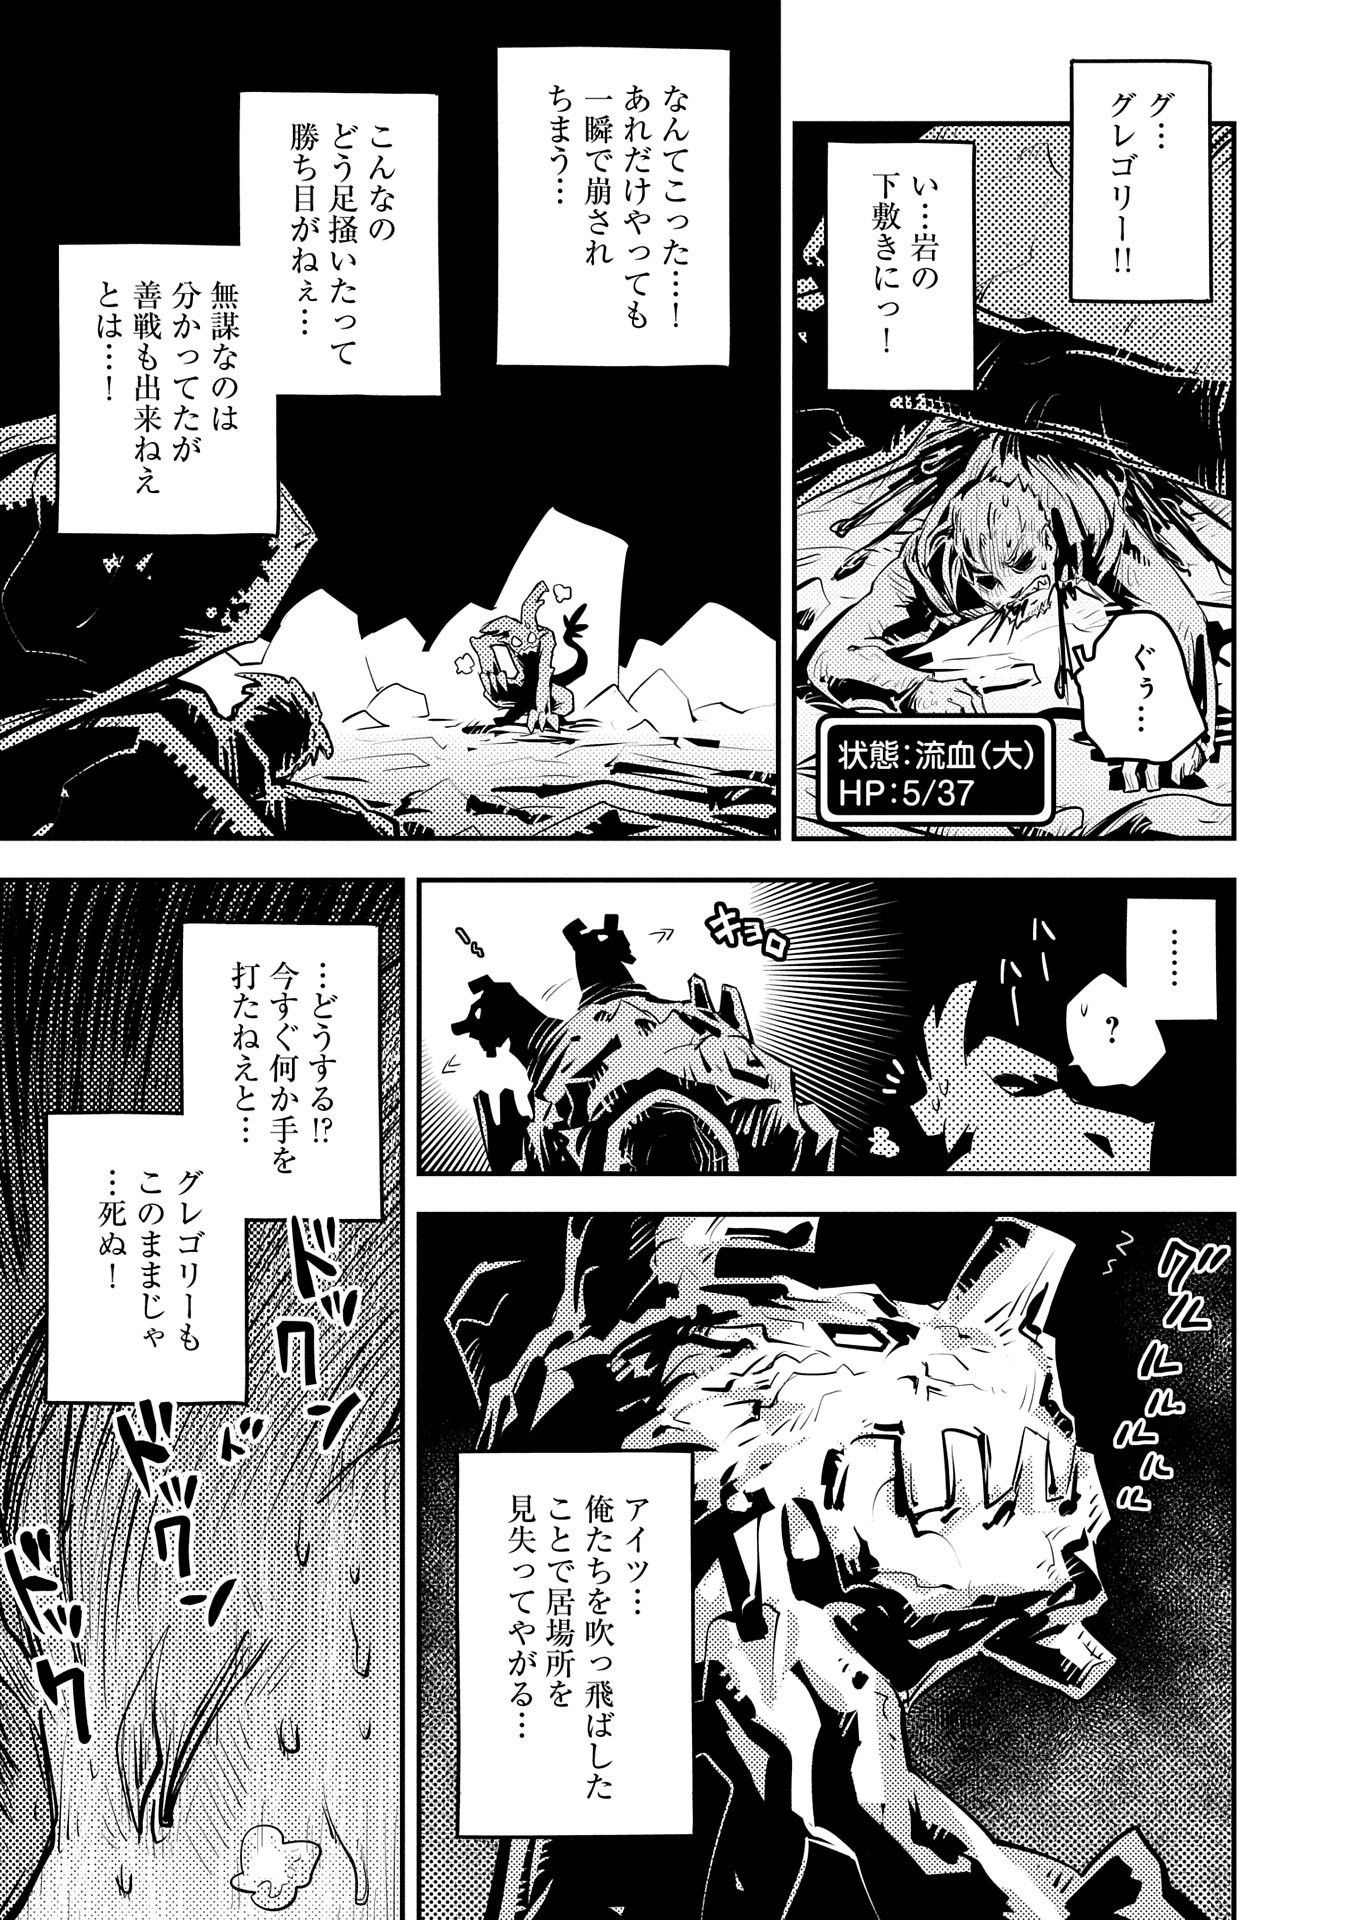 グ…
グレゴリー!!
い…岩の
下敷きにっ！
ぐぅ…
状態：流血（大）
HP：5/37
なんてこった…！
あれだけやっても
一瞬で崩され
ちまう…
こんなの
どう足掻いたって
勝ち目がねぇ…
無謀なのは
分かってたが
善戦も出来ねえ
とは…！
……
？
キョロ
グルルルルル
アイツ…
俺たちを吹っ飛ばした
ことで居場所を
見失ってやがる…
…どうする!?
今すぐ何か手を
打たねえと…
グレゴリーも
このままじゃ
…死ぬ！
ドックン
ドッ
ドックン
ドック